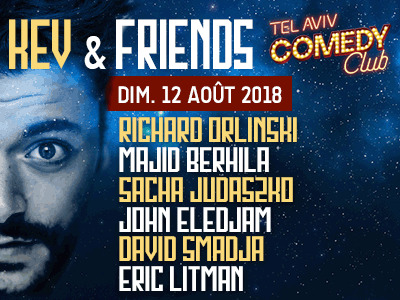 KEV & FRIENDS
TEL AVIV
COMEDY
Club
DIM. 12 AOÛT 2018
RICHARD ORLINSKI
MAJID BERHILA
SACHA JUDASZKO
JOHN ELEDJAM
DAVID SMADJA
ERIC LITMAN